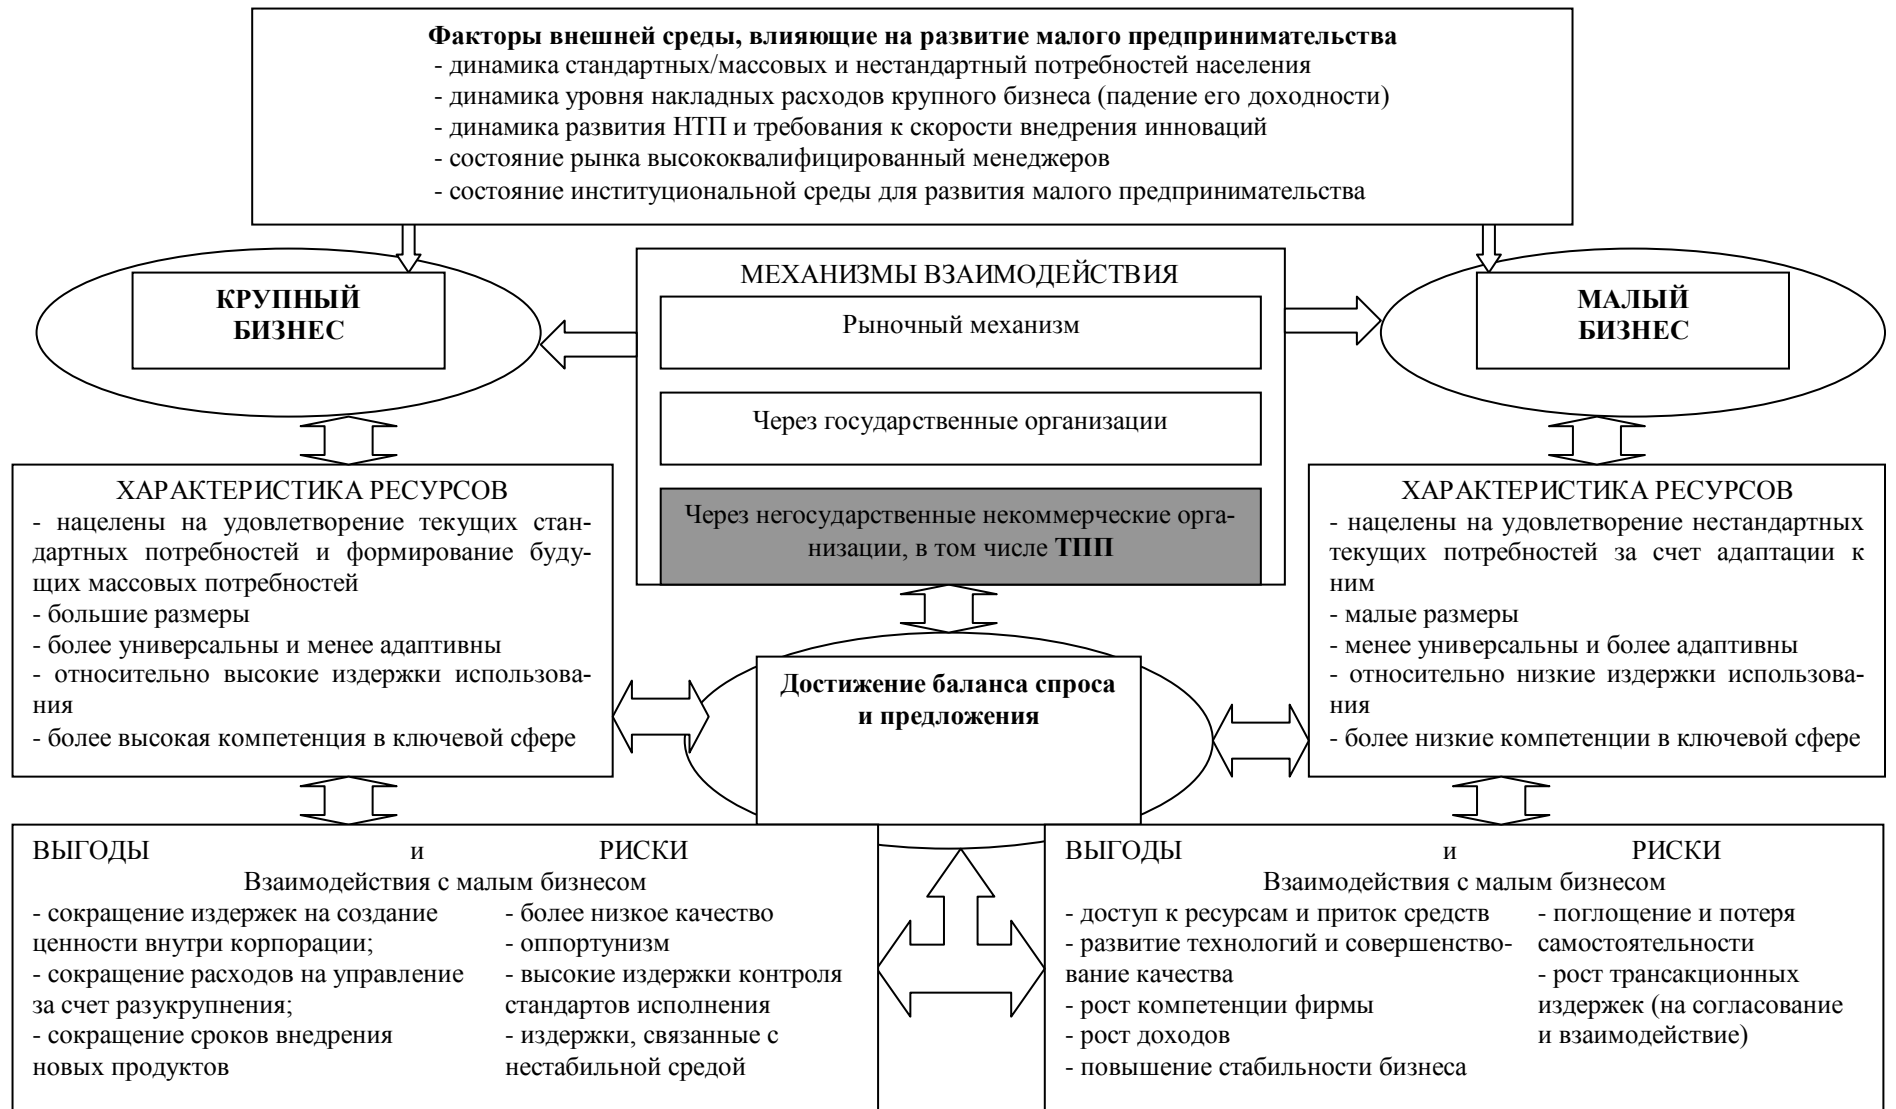 Факторы внешней среды, влияющие на развитие малого предпринимательства
- динамика стандартных/массовых и нестандартный потребностей населения
- динамика уровня накладных расходов крупного бизнеса (падение его доходности)
- динамика развития НТП и требования к скорости внедрения инноваций
- состояние рынка высококвалифицированный менеджеров
- состояние институциональной среды для развития малого предпринимательства
КРУПНЫЙ
БИЗНЕС
МЕХАНИЗМЫ ВЗАИМОДЕЙСТВИЯ
Рыночный механизм
Через государственные организации
Через негосударственные некоммерческие орга-
низации, в том числе ТПП
МАЛЫЙ
БИЗНЕС
ХАРАКТЕРИСТИКА РЕСУРСОВ
- нацелены на удовлетворение текущих стан-
дартных потребностей и формирование буду-
щих массовых потребностей
- большие размеры
- более универсальны и менее адаптивны
- относительно высокие издержки использова-
ния
- более высокая компетенция в ключевой сфере
Достижение баланса спроса
и предложения
ХАРАКТЕРИСТИКА РЕСУРСОВ
- нацелены на удовлетворение нестандартных
текущих потребностей за счет адаптации к
ним
- малые размеры
- менее универсальны и более адаптивны
- относительно низкие издержки использова-
ния
- более низкие компетенции в ключевой сфере
ВЫГОДЫ и РИСКИ
Взаимодействия с малым бизнесом
- сокращение издержек на создание
ценности внутри корпорации;
- сокращение расходов на управление
за счет разукрупнения;
- сокращение сроков внедрения
новых продуктов
- более низкое качество
- оппортунизм
- высокие издержки контроля
стандартов исполнения
- издержки, связанные с
нестабильной средой
ВЫГОДЫ и РИСКИ
Взаимодействия с малым бизнесом
- доступ к ресурсам и приток средств
- развитие технологий и совершенство-
вание качества
- рост компетенции фирмы
- рост доходов
- повышение стабильности бизнеса
- поглощение и потеря
самостоятельности
- рост трансакционных
издержек (на согласование
и взаимодействие)